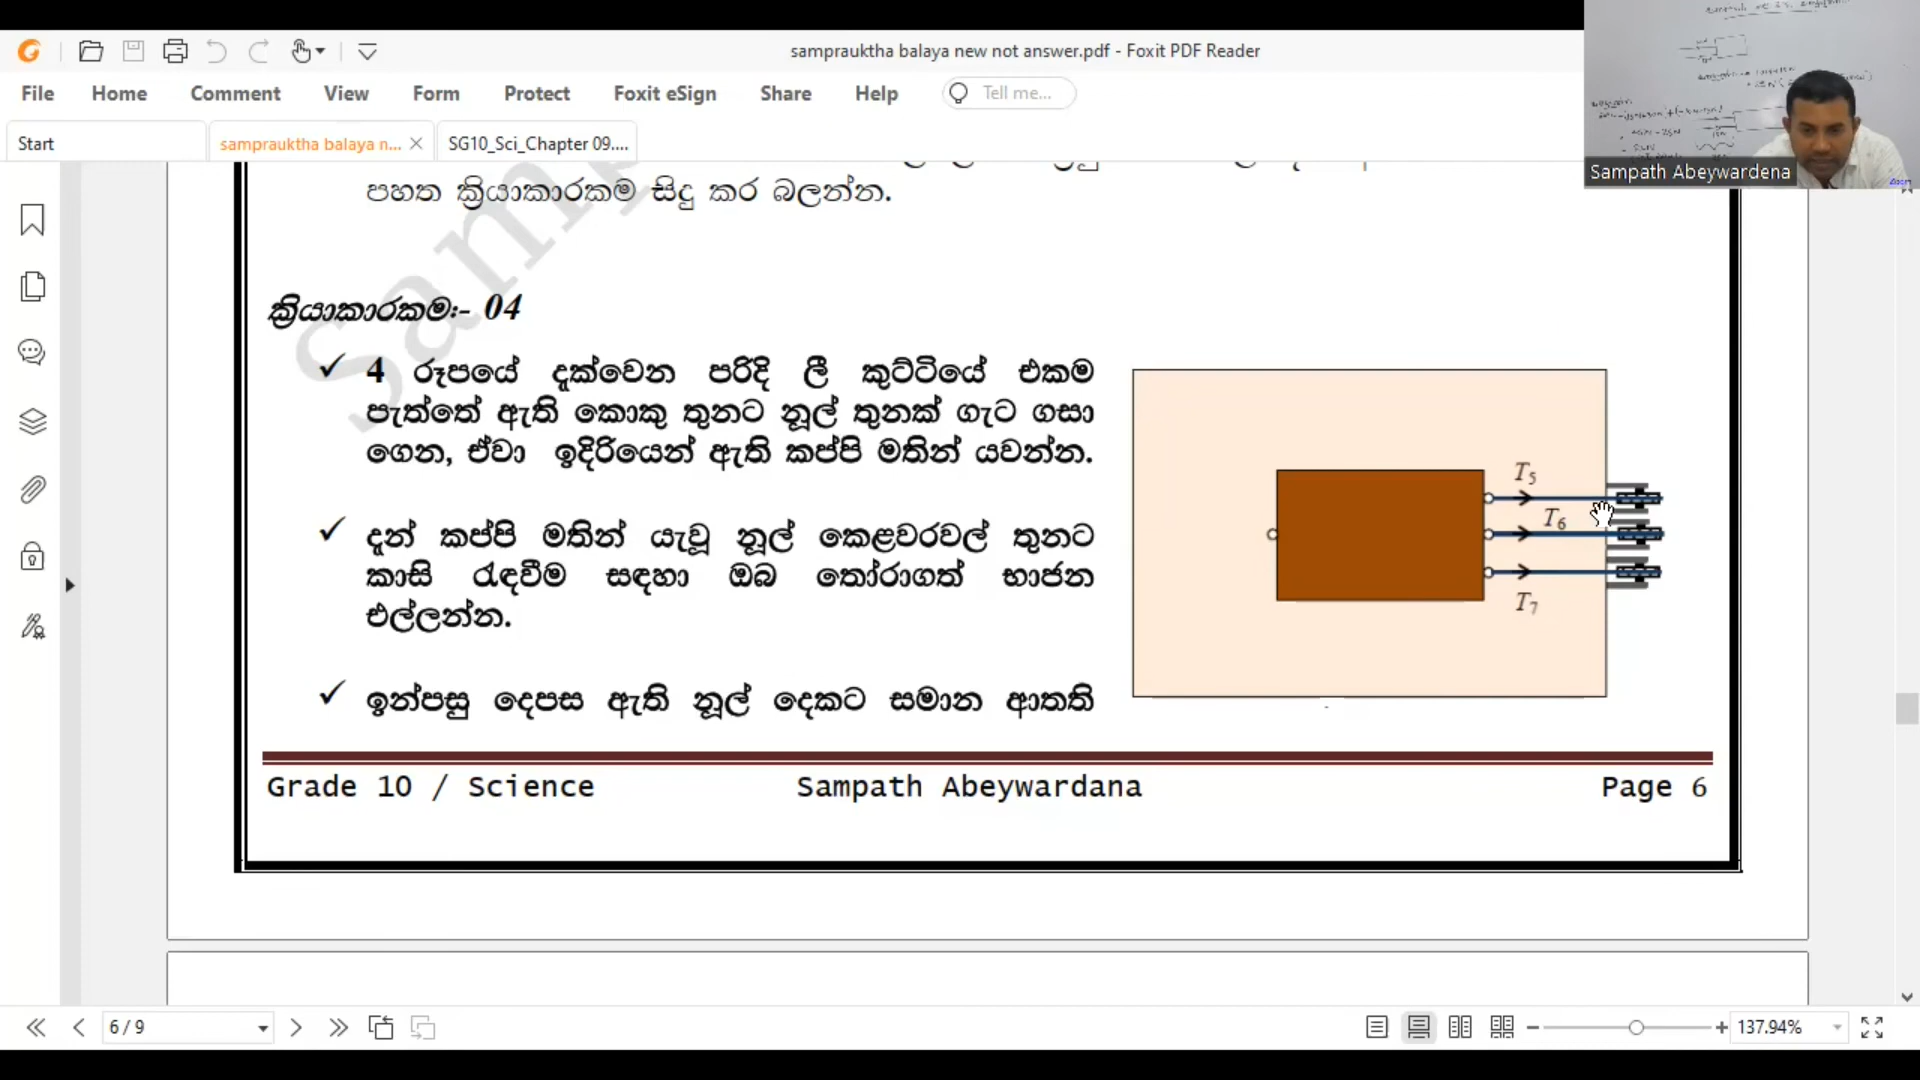 samprauktha balaya new not answer.pdf - Foxit PDF Reader
File Home Comment View Form Protect Foxit eSign Share Help Tell me...
Start samprauktha balaya n... SG10_Sci_Chapter 09....
Sampath Abeywardena
zoom
පහත ක්‍රියාකාරකම සිදු කර බලන්න.
Samp
ක්‍රියාකාරකම:- 04
✓ 4 රූපයේ දැක්වෙන පරිදි ලී කුට්ටියේ එකම
පැත්තේ ඇති කොකු තුනට නූල් තුනක් ගැට ගසා
ගෙන, ඒවා ඉදිරියෙන් ඇති කප්පි මතින් යවන්න.
✓ දැන් කප්පි මතින් යැවූ නූල් කෙළවරවල් තුනට
කාසි රැඳවීම සඳහා ඔබ තෝරාගත් භාජන
එල්ලන්න.
✓ ඉන්පසු දෙපස ඇති නූල් දෙකට සමාන ආතති
T5
T6
T7
Grade 10 / Science Sampath Abeywardana Page 6
6 / 9
137.94%